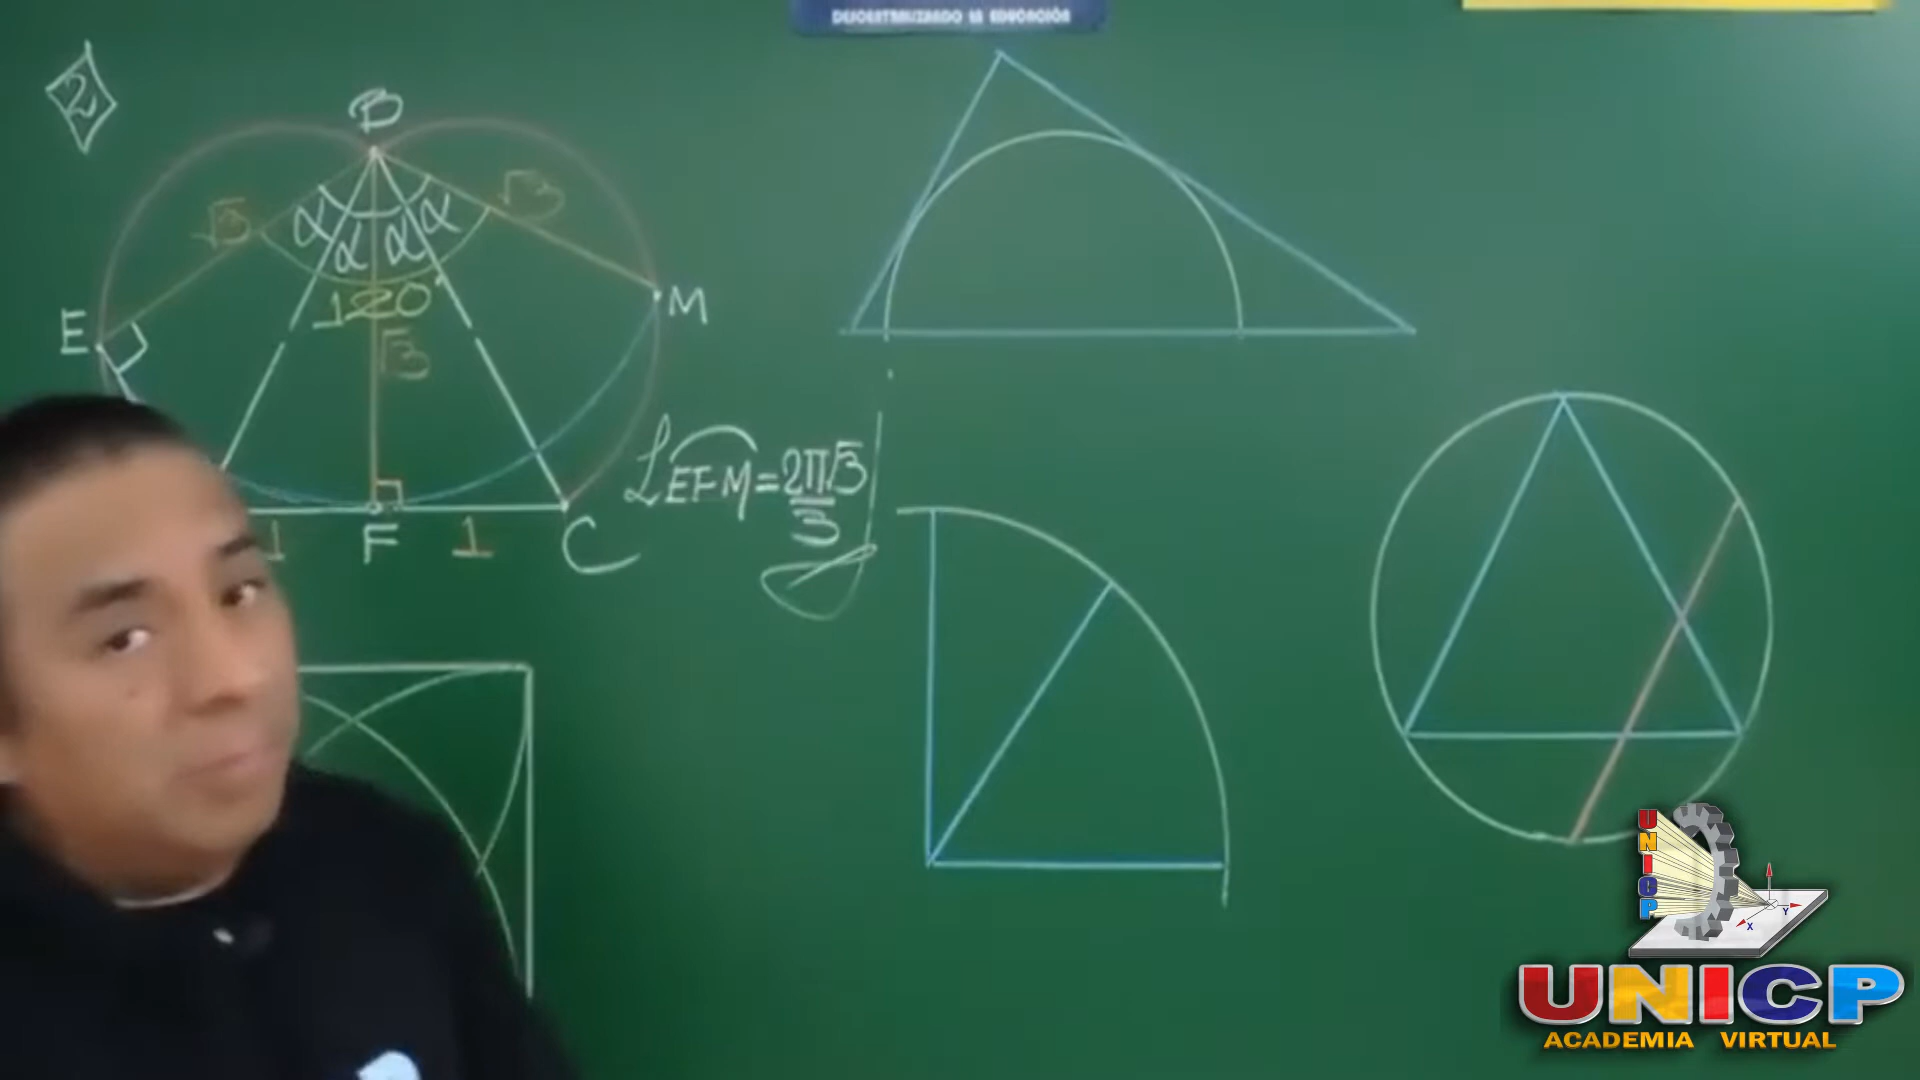 DESCENTRALIZANDO LA EDUCACIÓN
2
B
√3
√3
α
α
α
α
120°
√3
E
M
1
F
1
C
LEFM = 2π√3/3
UNICP
Y
X
UNICP
ACADEMIA VIRTUAL